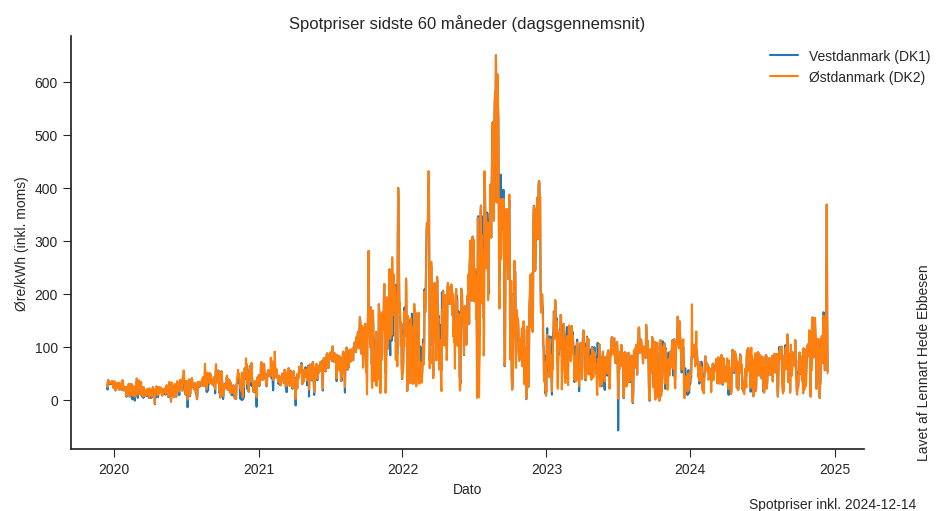 Spotpriser sidste 60 måneder (dagsgennemsnit)
Vestdanmark (DK1)
Østdanmark (DK2)
Øre/kWh (inkl. moms)
600
500
400
300
200
100
0
2020
2021
2022
2023
2024
2025
Dato
Lavet af Lennart Hede Ebbesen
Spotpriser inkl. 2024-12-14